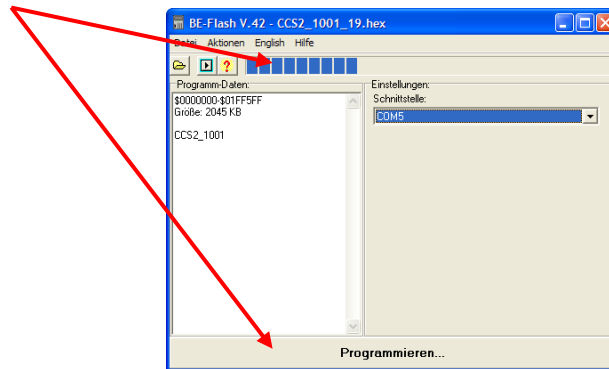 BE-Flash V.42 - CCS2_1001_19.hex
Datei Aktionen English Hilfe
Programm-Daten:
$0000000-$01FF5FF
Größe: 2045 KB
CCS2_1001
Einstellungen:
Schnittstelle:
COM5
Programmieren...